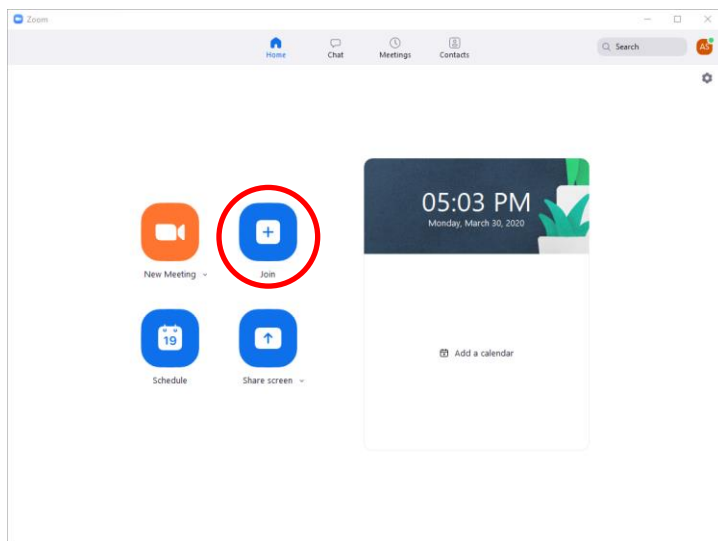 Zoom
Home
Chat
Meetings
Contacts
Search
AS
05:03 PM
Monday, March 30, 2020
New Meeting
Join
19
Schedule
Share screen
Add a calendar